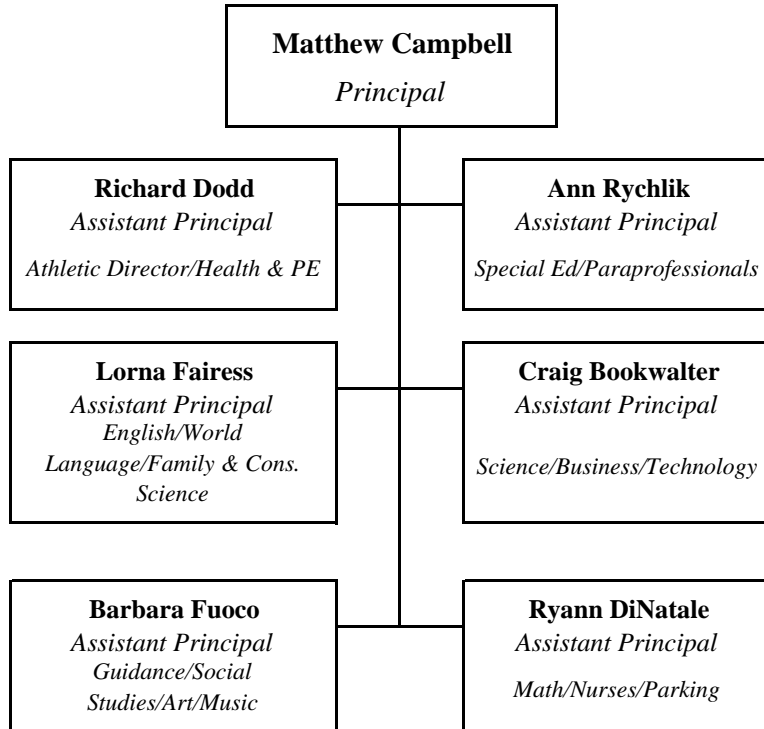 Matthew Campbell
Principal
Richard Dodd
Assistant Principal
Athletic Director/Health & PE
Ann Rychlik
Assistant Principal
Special Ed/Paraprofessionals
Lorna Fairess
Assistant Principal
English/World
Language/Family & Cons.
Science
Craig Bookwalter
Assistant Principal
Science/Business/Technology
Barbara Fuoco
Assistant Principal
Guidance/Social
Studies/Art/Music
Ryann DiNatale
Assistant Principal
Math/Nurses/Parking